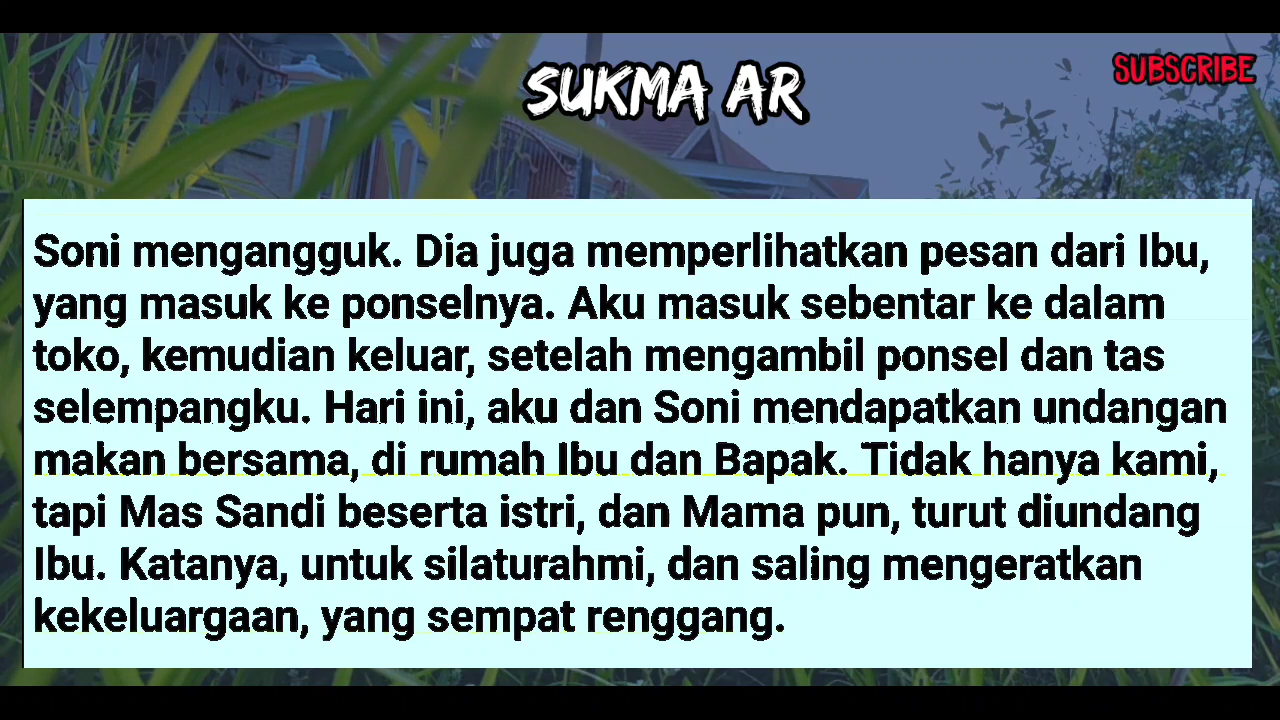 SUKMA AR
SUBSCRIBE
Soni mengangguk. Dia juga memperlihatkan pesan dari Ibu,
yang masuk ke ponselnya. Aku masuk sebentar ke dalam
toko, kemudian keluar, setelah mengambil ponsel dan tas
selempangku. Hari ini, aku dan Soni mendapatkan undangan
makan bersama, di rumah Ibu dan Bapak. Tidak hanya kami,
tapi Mas Sandi beserta istri, dan Mama pun, turut diundang
Ibu. Katanya, untuk silaturahmi, dan saling mengeratkan
kekeluargaan, yang sempat renggang.